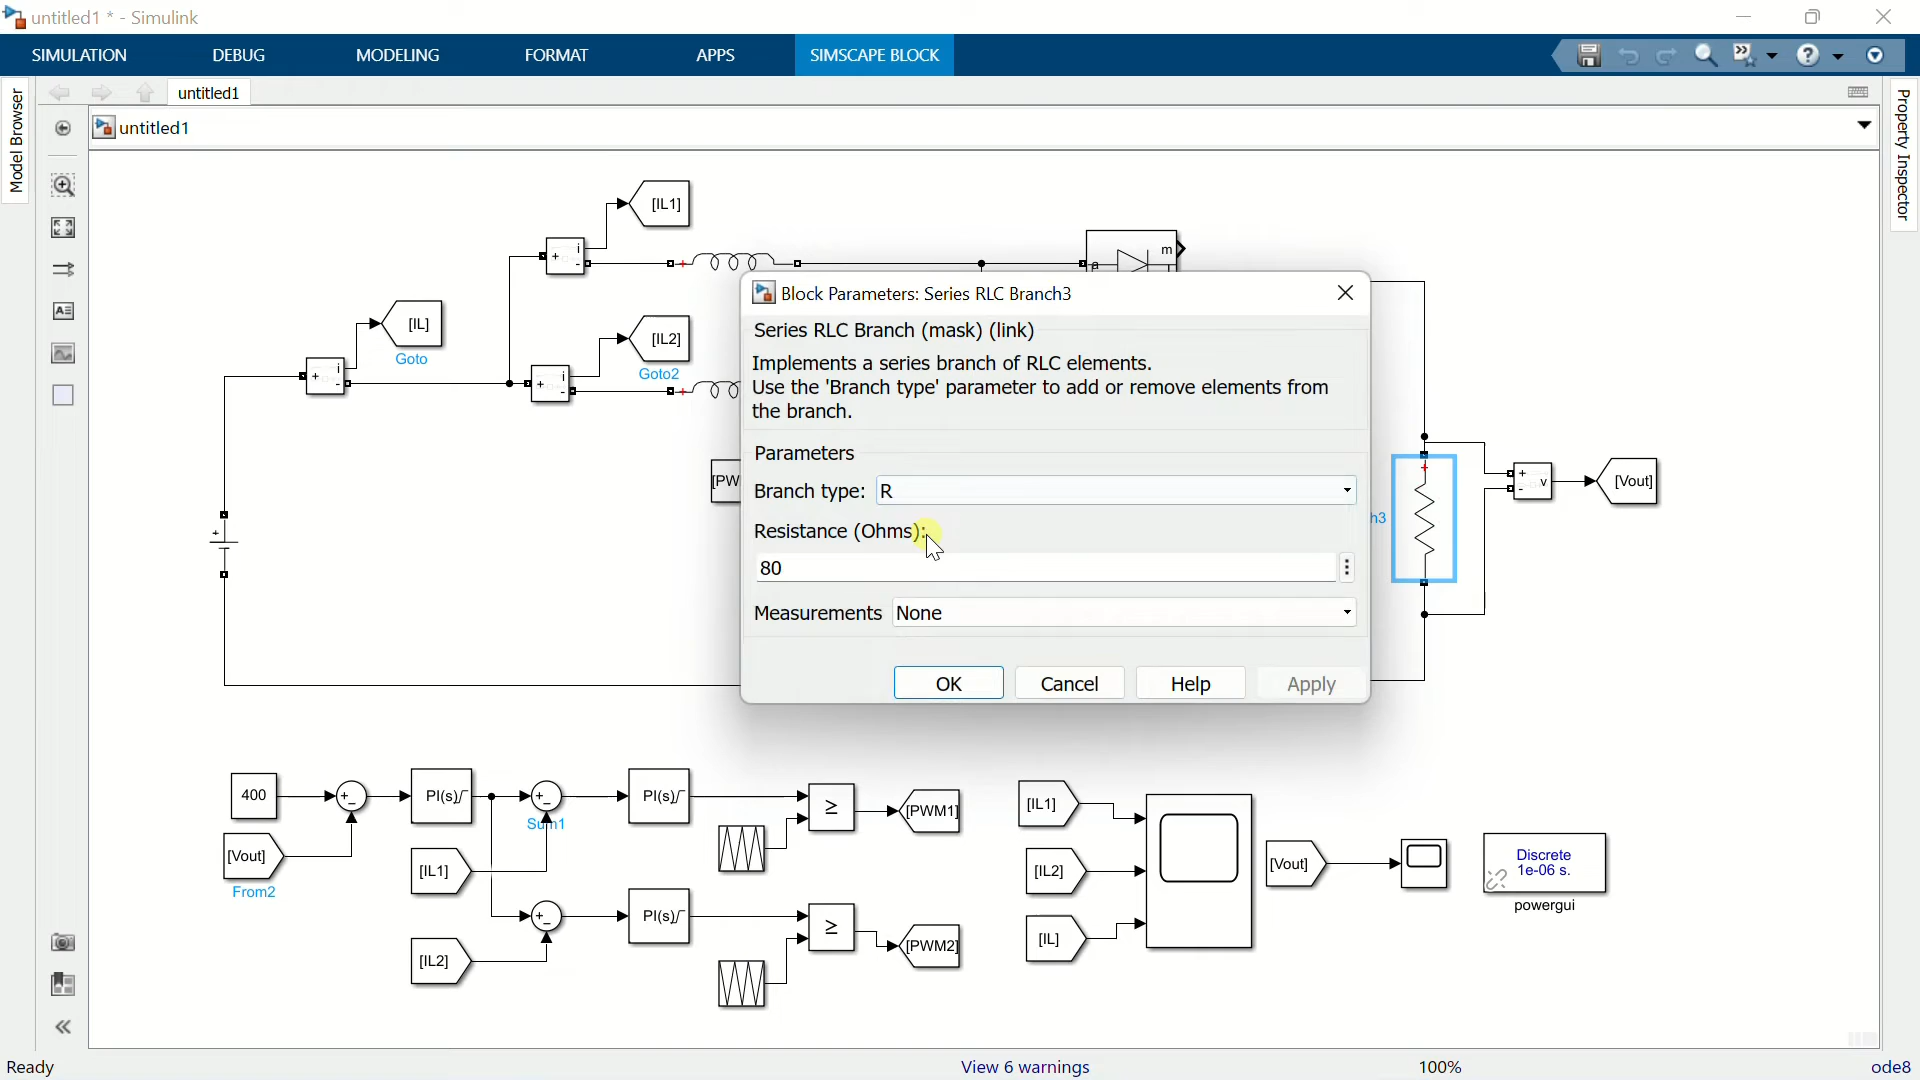 untitled1 * - Simulink
SIMULATION
DEBUG
MODELING
FORMAT
APPS
SIMSCAPE BLOCK
untitled1
untitled1
Model Browser
Property Inspector
[IL1]
m
a
[IL]
Goto
[IL2]
Goto2
i
i
i
[PW
Block Parameters: Series RLC Branch3
Series RLC Branch (mask) (link)
Implements a series branch of RLC elements.
Use the 'Branch type' parameter to add or remove elements from
the branch.
Parameters
Branch type: R
Resistance (Ohms):
80
Measurements None
OK
Cancel
Help
Apply
h3
v
[Vout]
400
PI(s)
PI(s)
≥
[PWM1]
Sum1
[Vout]
From2
[IL1]
PI(s)
≥
[PWM2]
[IL2]
[IL1]
[IL2]
[IL]
[Vout]
Discrete
1e-06 s.
powergui
Ready
View 6 warnings
100%
ode8